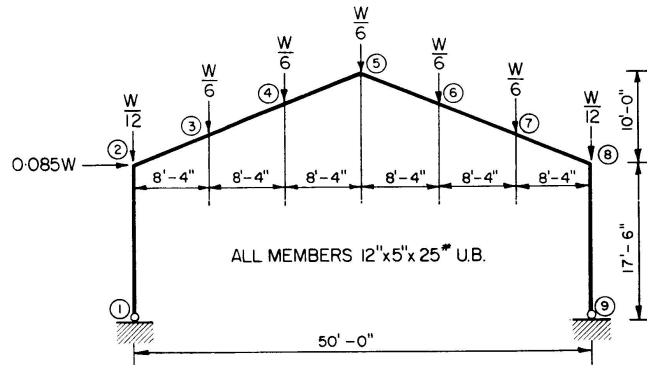 W/6
⑤
W/6 W/6
④ ⑥
W/6 W/6
W/12 ③ ⑦ W/12
② ⑧
0·085W
10'-0"
8'-4" 8'-4" 8'-4" 8'-4" 8'-4" 8'-4"
ALL MEMBERS 12"x5"x 25# U.B.
17'-6"
① ⑨
50'-0"